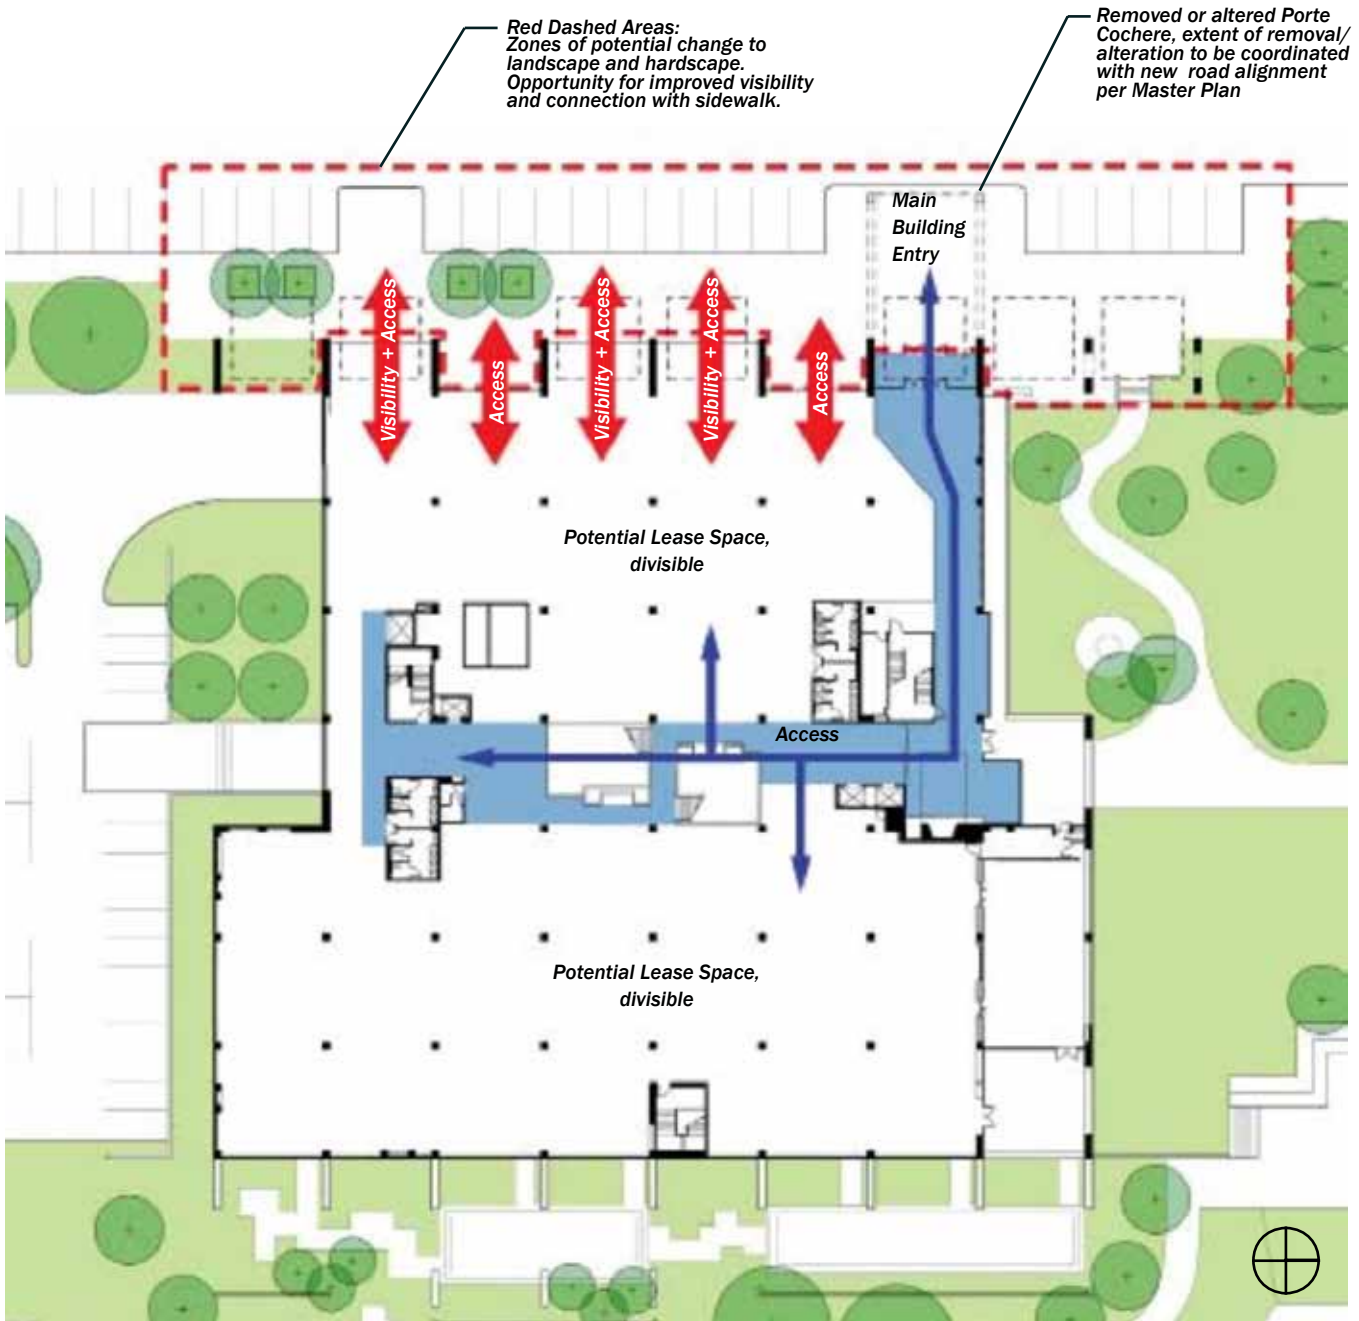 Red Dashed Areas:
Zones of potential change to
landscape and hardscape.
Opportunity for improved visibility
and connection with sidewalk.
Removed or altered Porte
Cochere, extent of removal/
alteration to be coordinated
with new road alignment
per Master Plan
Main
Building
Entry
Visibility + Access
Access
Visibility + Access
Visibility + Access
Access
Potential Lease Space,
divisible
Access
Potential Lease Space,
divisible